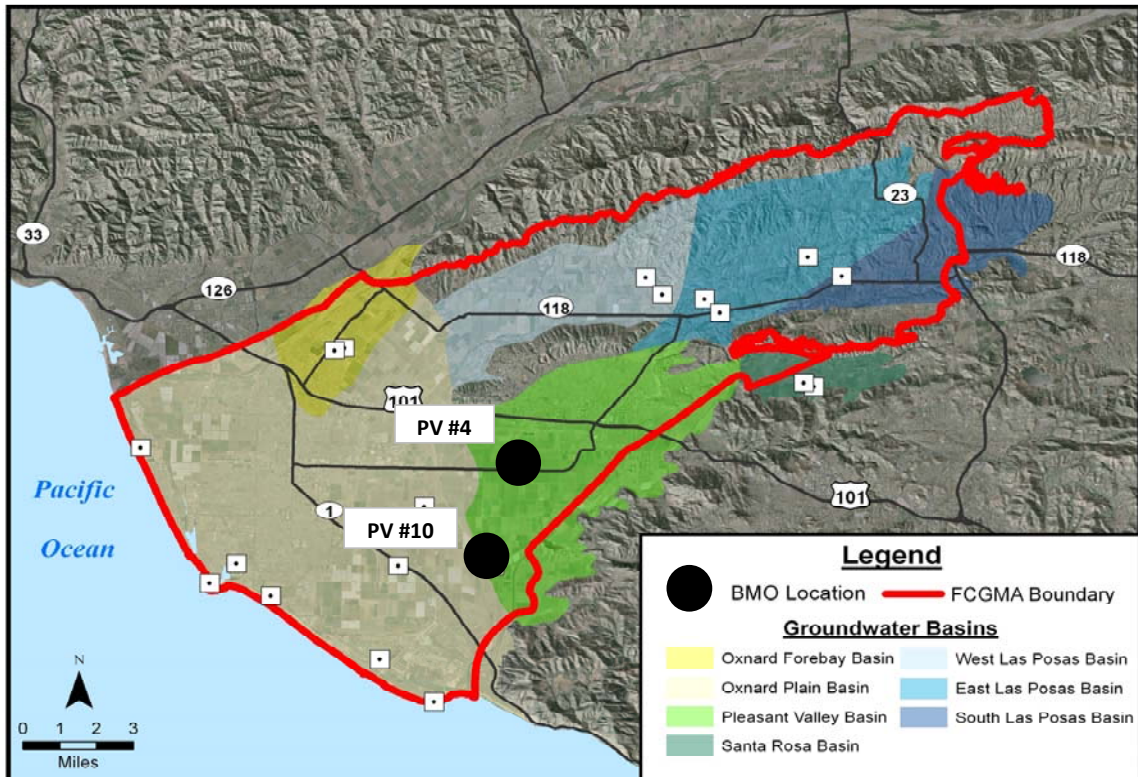 33
126
23
118
118
101
PV #4
Pacific
Ocean
1
101
PV #10
N
0 1 2 3
Miles
Legend
BMO Location
FCGMA Boundary
Groundwater Basins
Oxnard Forebay Basin
West Las Posas Basin
Oxnard Plain Basin
East Las Posas Basin
Pleasant Valley Basin
South Las Posas Basin
Santa Rosa Basin